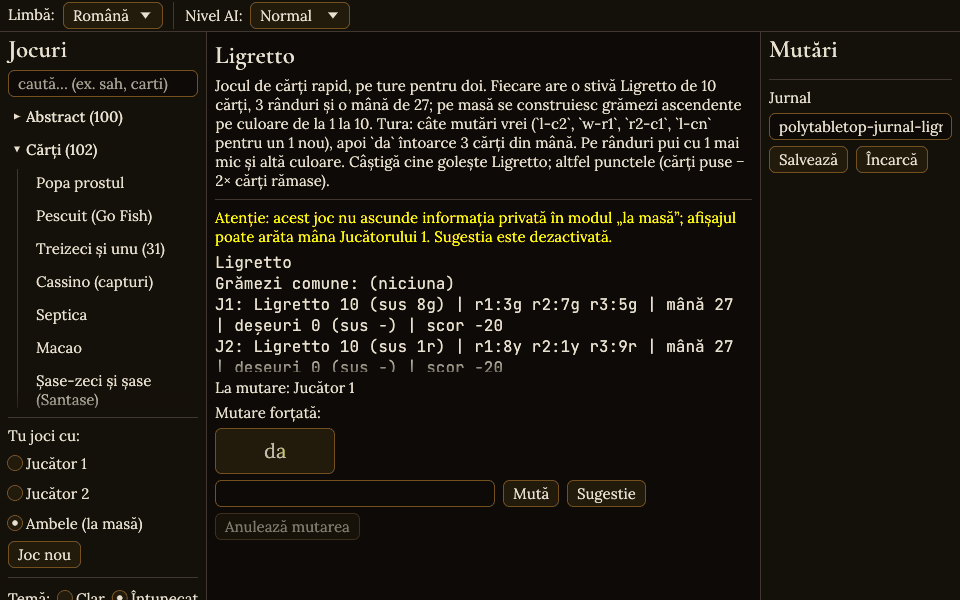 Limbă: Română ▼ Nivel AI: Normal ▼
Jocuri
caută... (ex. sah, carti)
▸ Abstract (100)
▾ Cărți (102)
Popa prostul
Pescuit (Go Fish)
Treizeci și unu (31)
Cassino (capturi)
Septica
Macao
Șase-zeci și șase
(Santase)
Tu joci cu:
Jucător 1
Jucător 2
Ambele (la masă)
Joc nou
Temă: Clar Întunecat
Ligretto
Jocul de cărți rapid, pe ture pentru doi. Fiecare are o stivă Ligretto de 10
cărți, 3 rânduri și o mână de 27; pe masă se construiesc grămezi ascendente
pe culoare de la 1 la 10. Tura: câte mutări vrei (`l-c2`, `w-r1`, `r2-c1`, `l-cn`
pentru un 1 nou), apoi `da` întoarce 3 cărți din mână. Pe rânduri pui cu 1 mai
mic și altă culoare. Câștigă cine golește Ligretto; altfel punctele (cărți puse −
2× cărți rămase).
Atenție: acest joc nu ascunde informația privată în modul „la masă”; afișajul
poate arăta mâna Jucătorului 1. Sugestia este dezactivată.
Ligretto
Grămezi comune: (niciuna)
J1: Ligretto 10 (sus 8g) | r1:3g r2:7g r3:5g | mână 27
| deșeuri 0 (sus -) | scor -20
J2: Ligretto 10 (sus 1r) | r1:8y r2:1y r3:9r | mână 27
| deșeuri 0 (sus -) | scor -20
La mutare: Jucător 1
Mutare forțată:
da
Mută Sugestie
Anulează mutarea
Mutări
Jurnal
polytabletop-jurnal-ligr
Salvează Încarcă